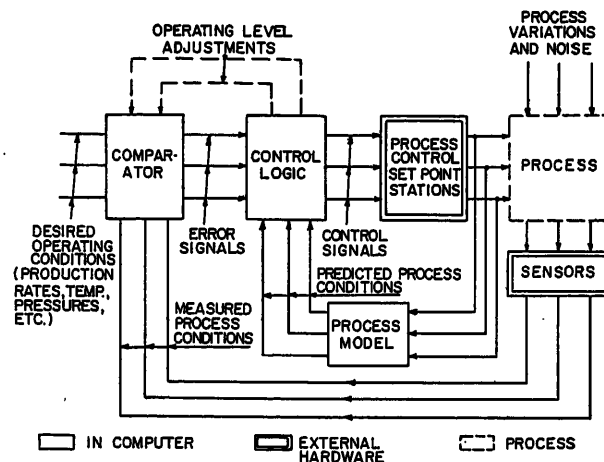 OPERATING LEVEL
ADJUSTMENTS
PROCESS
VARIATIONS
AND NOISE
COMPAR-
ATOR
CONTROL
LOGIC
PROCESS
CONTROL
SET POINT
STATIONS
PROCESS
DESIRED
OPERATING
CONDITIONS
(PRODUCTION
RATES, TEMP.,
PRESSURES,
ETC.)
ERROR
SIGNALS
CONTROL
SIGNALS
SENSORS
PREDICTED PROCESS
CONDITIONS
MEASURED
PROCESS
CONDITIONS
PROCESS
MODEL
IN COMPUTER
EXTERNAL
HARDWARE
PROCESS